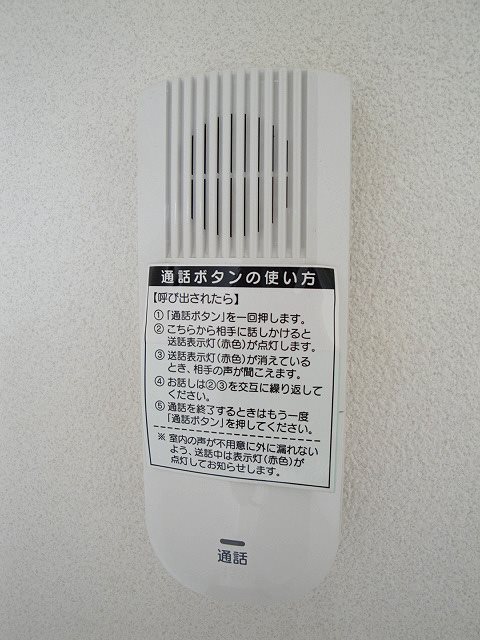 通話ボタンの使い方
【呼び出されたら】
① 「通話ボタン」を一回押します。
② こちらから相手に話しかけると
送話表示灯(赤色)が点灯します。
③ 送話表示灯(赤色)が消えている
とき、相手の声が聞こえます。
④ お話しは②③を交互に繰り返して
ください。
⑤ 通話を終了するときはもう一度
「通話ボタン」を押してください。
※ 室内の声が不用意に外に漏れない
よう、送話中は表示灯(赤色)が
点灯してお知らせします。
通話